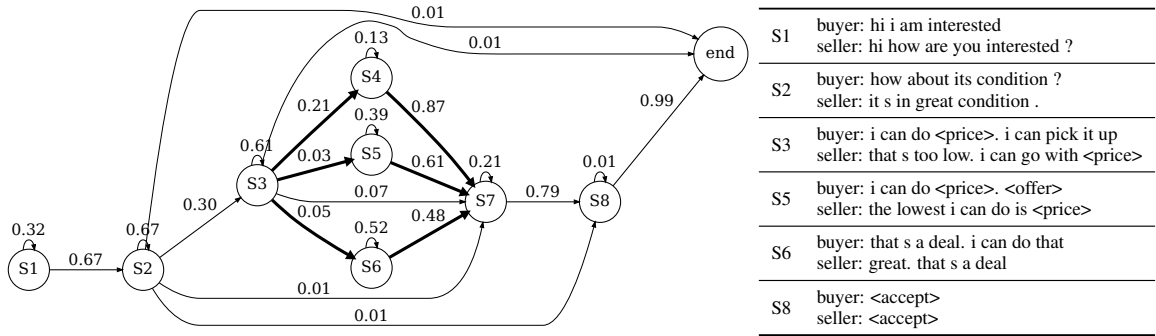 0.01
0.01
end
0.13
S4
0.99
0.21
0.87
0.39
0.61
S5
0.03
0.61
0.21
0.01
S3
0.07
S7
0.79
S8
0.05
0.30
0.48
0.52
0.32
0.67
S6
S1
0.67
S2
0.01
0.01
S1
buyer: hi i am interested
seller: hi how are you interested ?
S2
buyer: how about its condition ?
seller: it s in great condition .
S3
buyer: i can do <price>. i can pick it up
seller: that s too low. i can go with <price>
S5
buyer: i can do <price>. <offer>
seller: the lowest i can do is <price>
S6
buyer: that s a deal. i can do that
seller: great. that s a deal
S8
buyer: <accept>
seller: <accept>